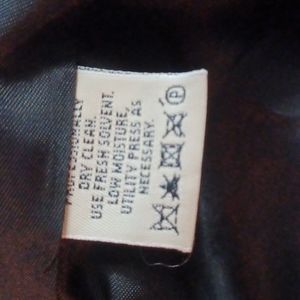 PROFESSIONALLY
DRY CLEAN.
USE FRESH SOLVENT,
LOW MOISTURE,
UTILITY PRESS AS
NECESSARY.
P